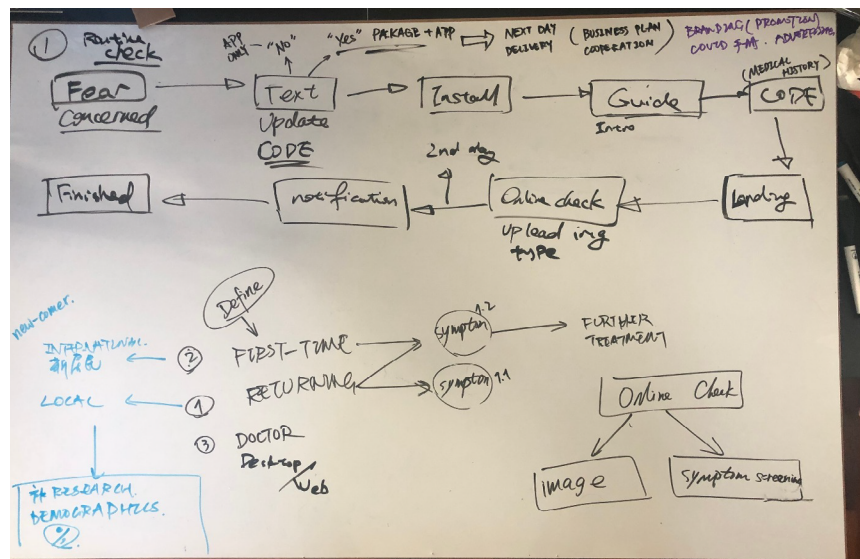 ① Routine check
APP ONLY "NO"
"Yes" PACKAGE + APP
NEXT DAY DELIVERY
(BUSINESS PLAN COOPERATION)
BRANDING (PROMOTION)
COVID ADVERTISING
Fear
Concerned
Text
Update
CODE
Install
Guide
Intro
(MEDICAL HISTORY)
CODE
Finished
notification
2nd day
Online check
upload img
type
Landing
Define
new-comer.
INTERNATIONAL.
② FIRST-TIME
symptom 1.2
FURTHER TREATMENT
LOCAL
① RETURNING
symptom 1.1
③ DOCTOR
Desktop
Web
Online Check
image
symptom screening
RESEARCH.
DEMOGRAPHICS.
%